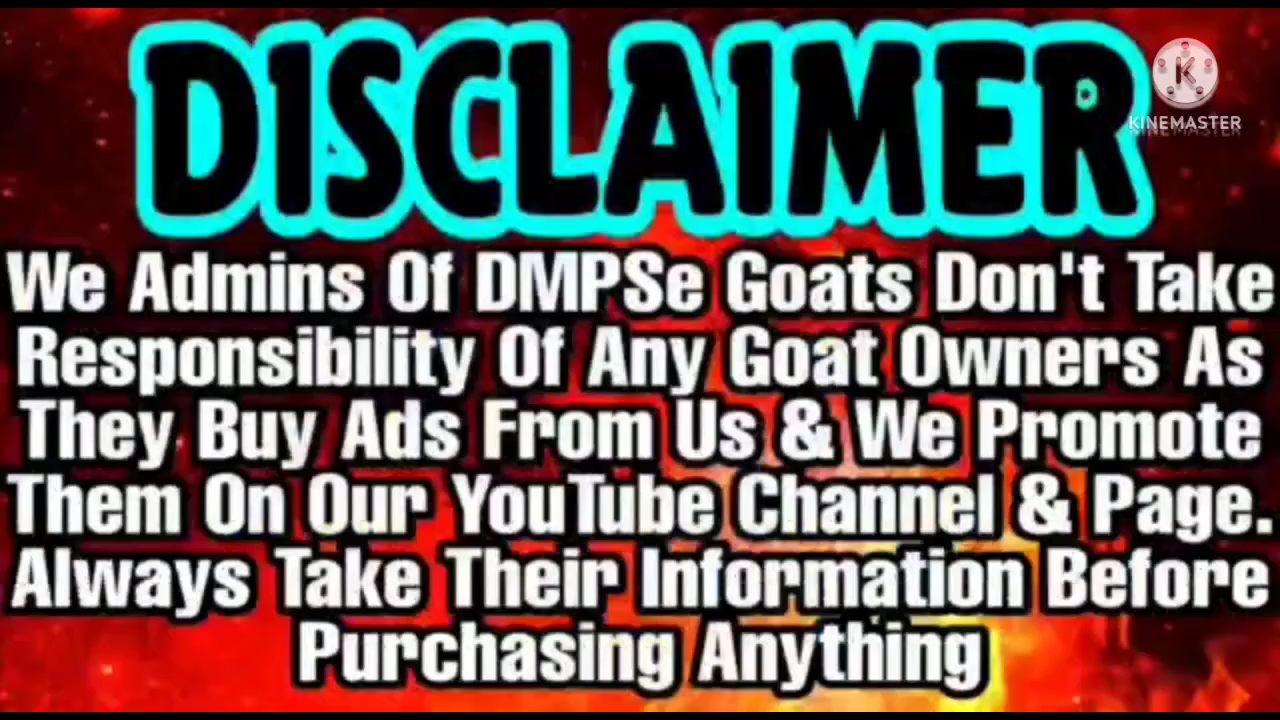 DISCLAIMER
KINEMASTER
We Admins Of DMPSe Goats Don't Take
Responsibility Of Any Goat Owners As
They Buy Ads From Us & We Promote
Them On Our YouTube Channel & Page.
Always Take Their Information Before
Purchasing Anything